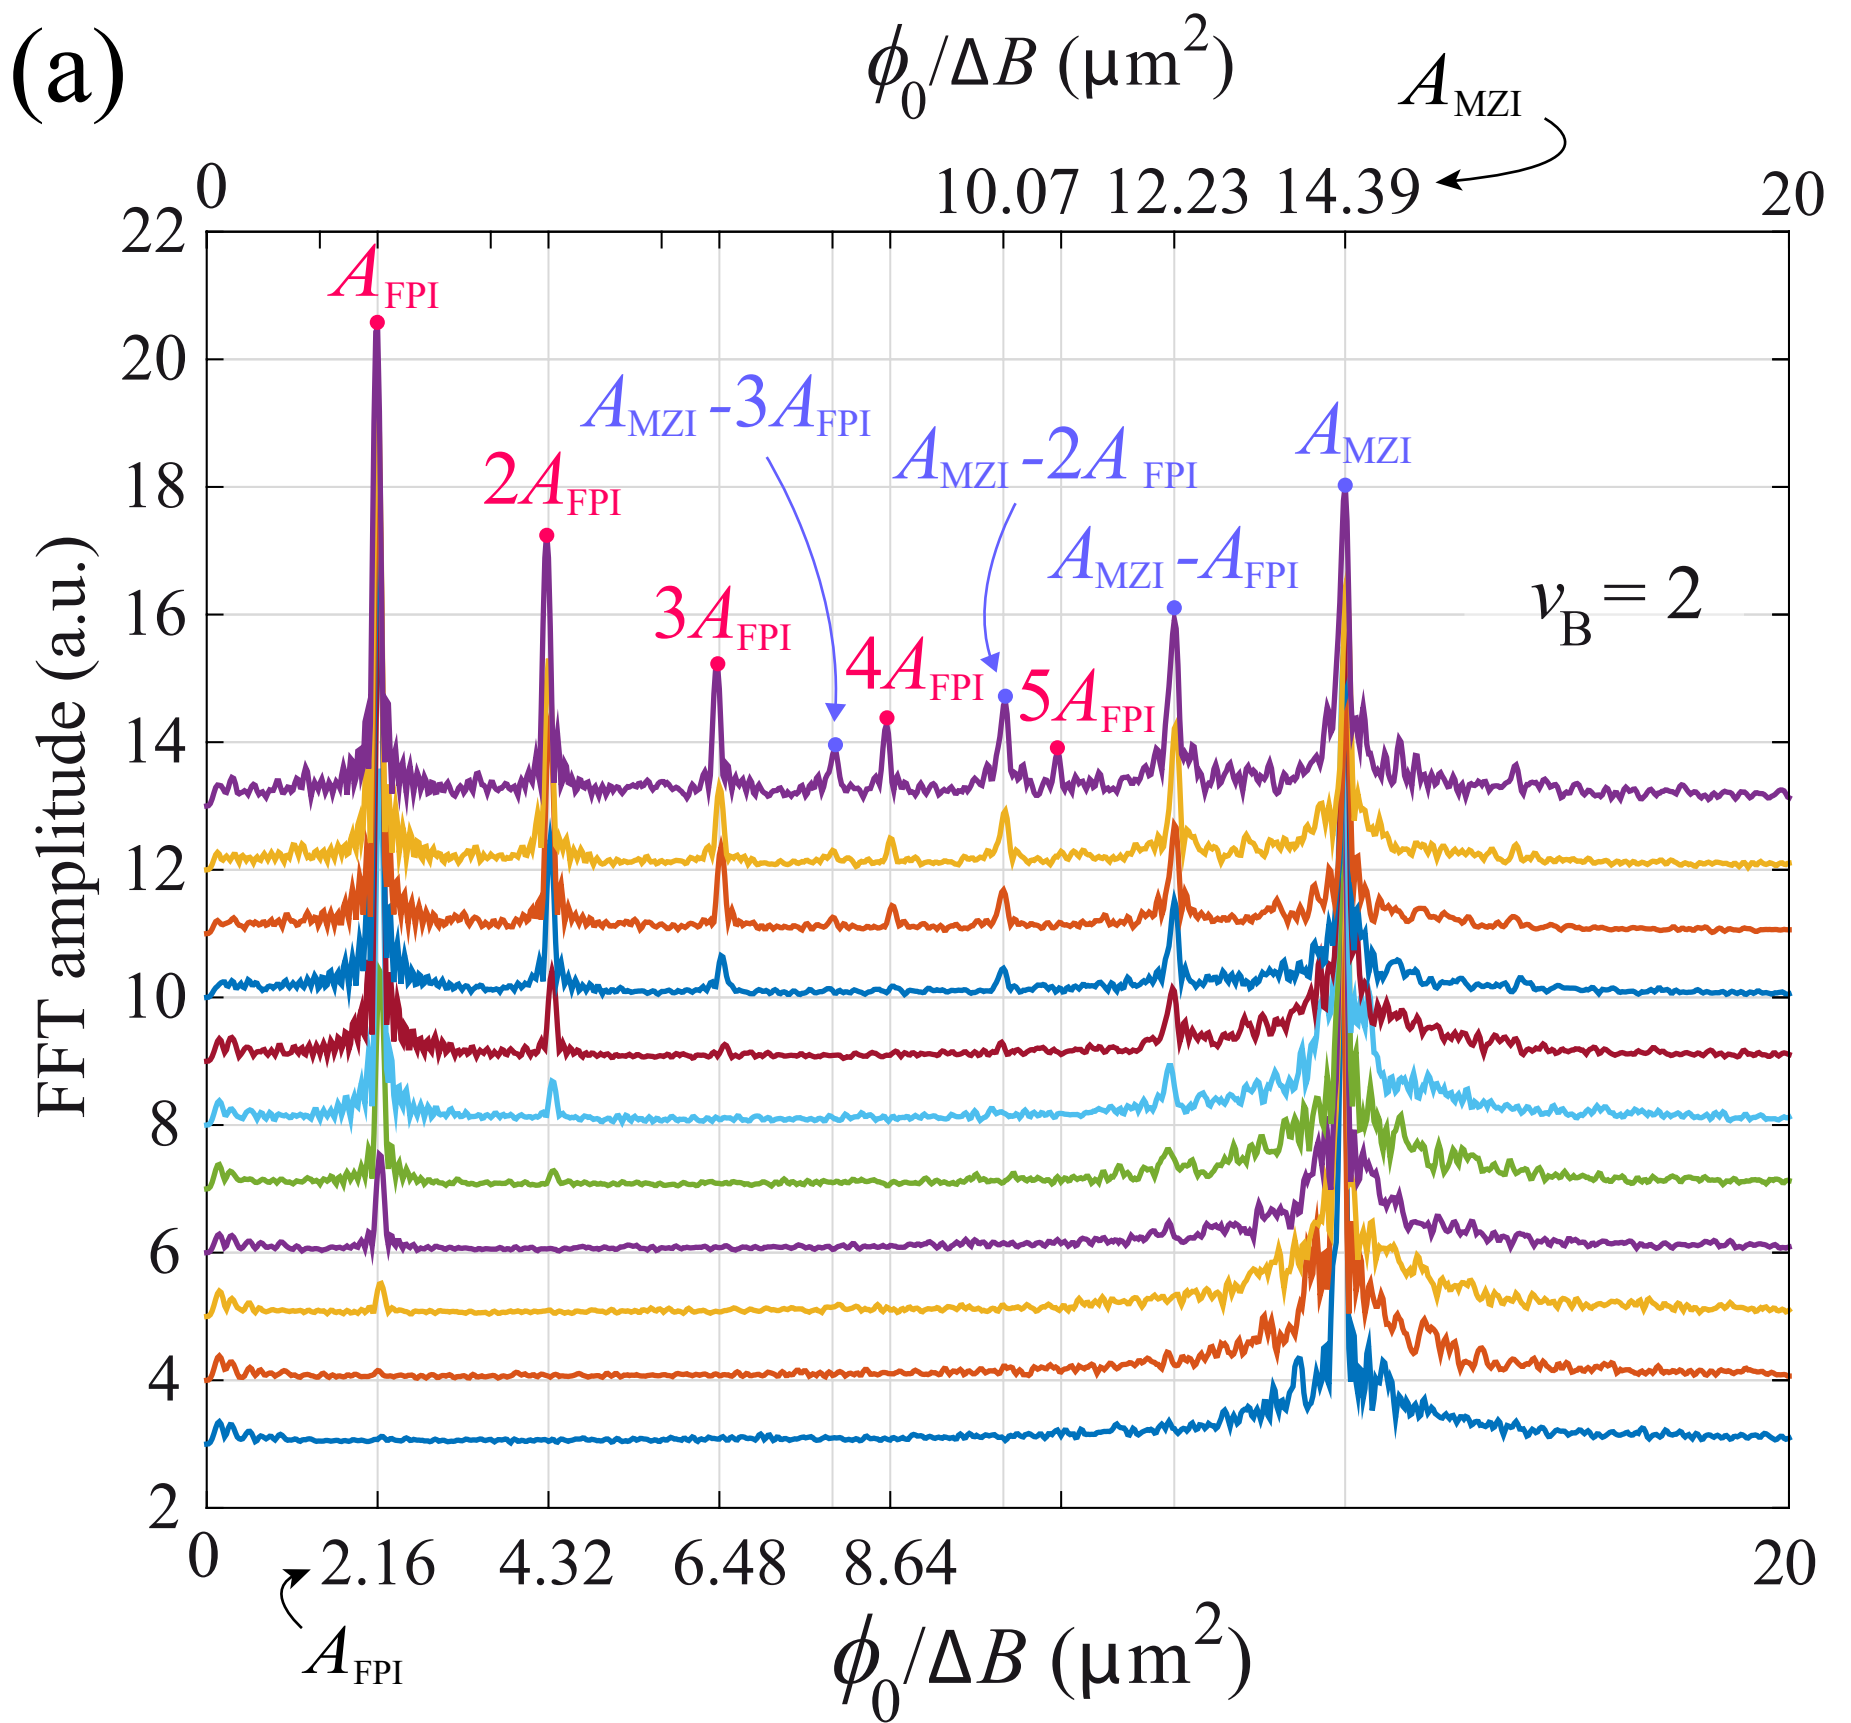 (a)
ϕ0/ΔB (μm2)
AMZI
0 10.07 12.23 14.39 20
22
AFPI
20
AMZI-3AFPI
AMZI-2A FPI
AMZI
2AFPI
18
AMZI-AFPI
νB = 2
16
3AFPI
4AFPI
5AFPI
14
12
10
8
6
4
2
FFT amplitude (a.u.)
0 2.16 4.32 6.48 8.64 20
AFPI
ϕ0/ΔB (μm2)